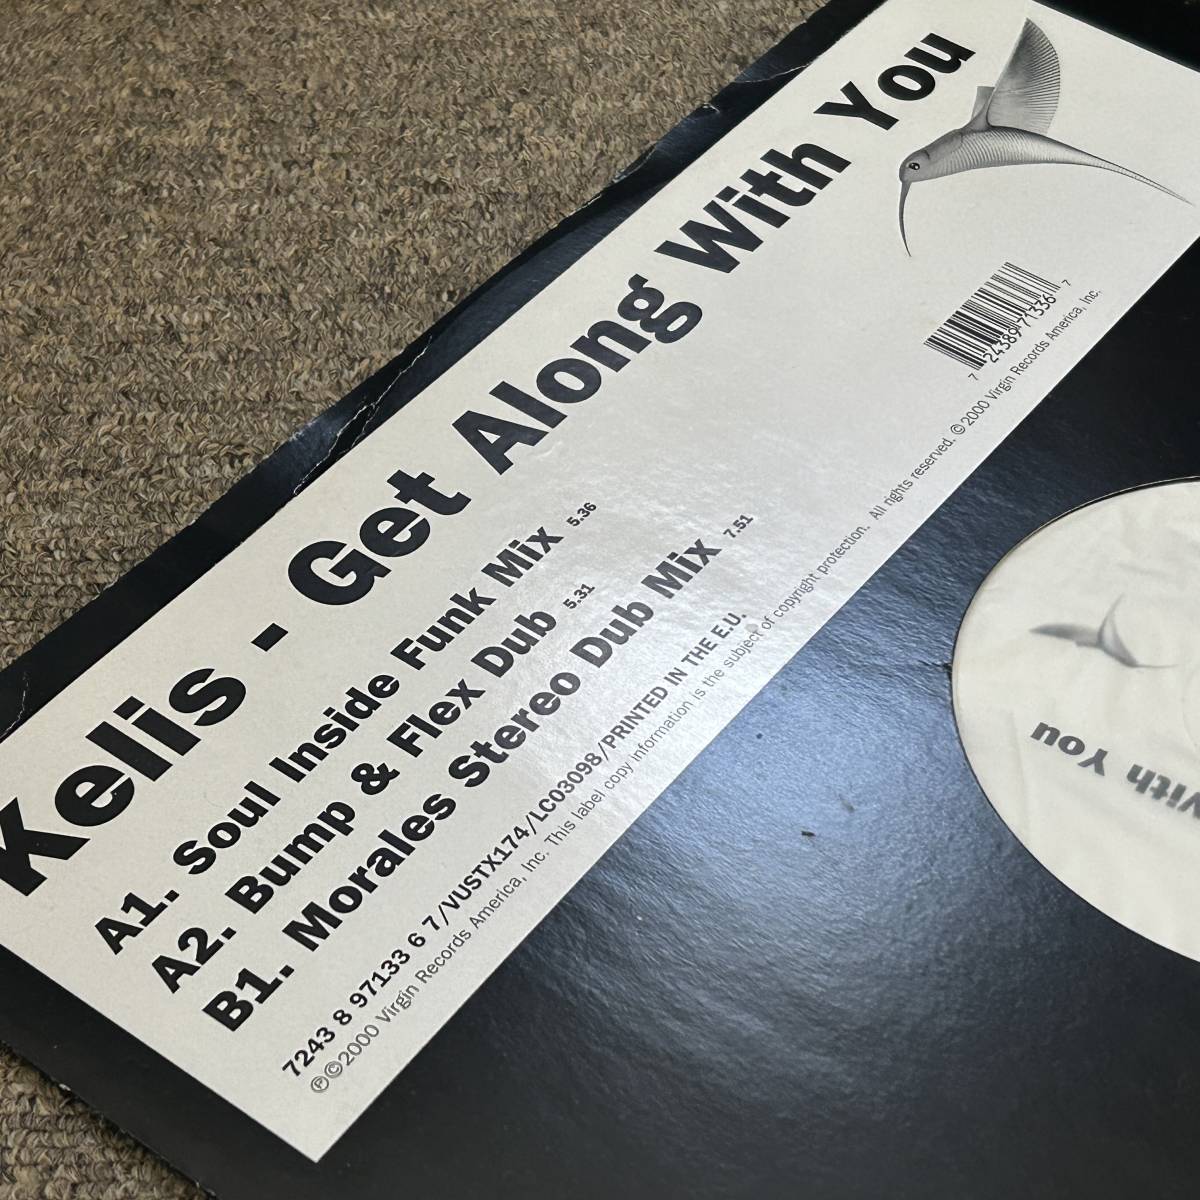 Kelis - Get Along With You
A1. Soul Inside Funk Mix 5.36
A2. Bump & Flex Dub 5.31
B1. Morales Stereo Dub Mix 7.51
7243 8 97133 6 7/VUSTX174/LC03098/PRINTED IN THE E.U.
℗©2000 Virgin Records America, Inc. This label copy information is the subject of copyright protection. All rights reserved. © 2000 Virgin Records America, Inc.
7 24389 71336 7
with You